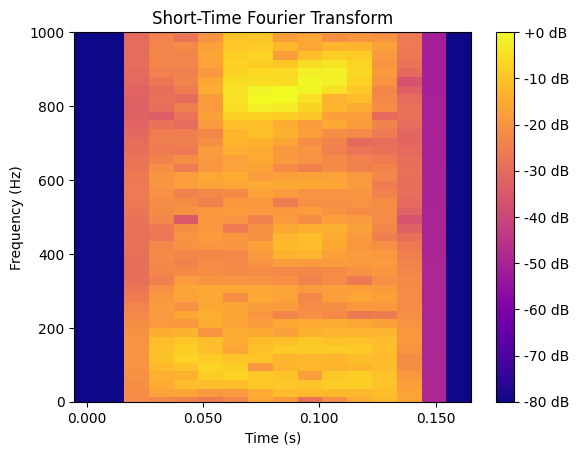 Short-Time Fourier Transform
Frequency (Hz)
1000
800
600
400
200
0
0.000
0.050
0.100
0.150
Time (s)
+0 dB
-10 dB
-20 dB
-30 dB
-40 dB
-50 dB
-60 dB
-70 dB
-80 dB